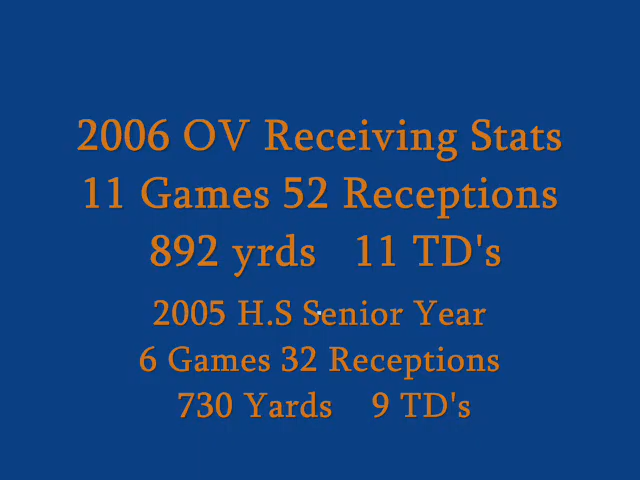 2006 OV Receiving Stats
11 Games 52 Receptions
892 yrds 11 TD's
2005 H.S Senior Year
6 Games 32 Receptions
730 Yards 9 TD's